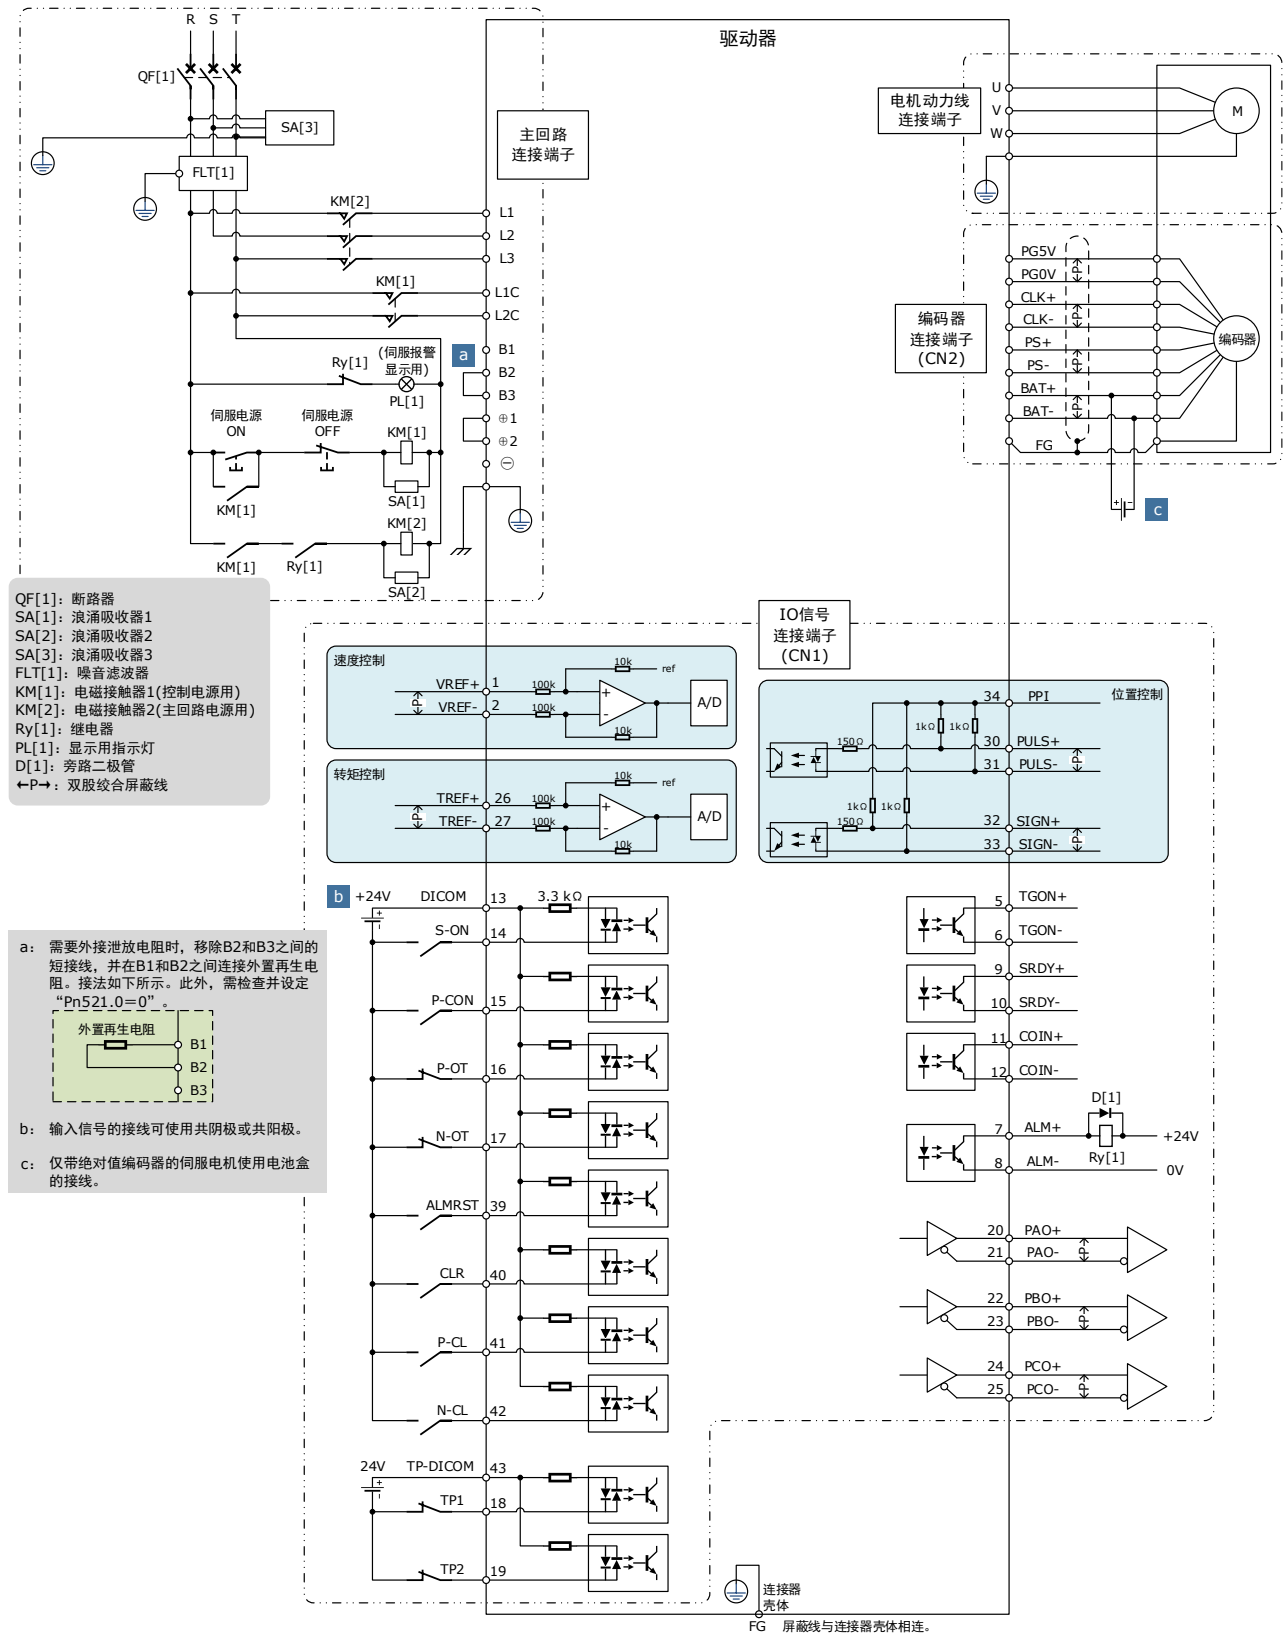 R S T
QF[1]
SA[3]
FLT[1]
驱动器
主回路
连接端子
KM[2]
L1
L2
L3
KM[1]
L1C
L2C
Ry[1]
(伺服报警
显示用)
PL[1]
a
B1
B2
B3
⊕1
⊕2
⊖
伺服电源
ON
伺服电源
OFF
KM[1]
SA[1]
KM[1]
KM[2]
KM[1]
Ry[1]
SA[2]
电机动力线
连接端子
U
V
W
M
编码器
连接端子
(CN2)
PG5V
PG0V
CLK+
CLK-
PS+
PS-
BAT+
BAT-
FG
P
P
P
P
编码器
+ -
c
QF[1]：断路器
SA[1]：浪涌吸收器1
SA[2]：浪涌吸收器2
SA[3]：浪涌吸收器3
FLT[1]：噪音滤波器
KM[1]：电磁接触器1(控制电源用)
KM[2]：电磁接触器2(主回路电源用)
Ry[1]：继电器
PL[1]：显示用指示灯
D[1]：旁路二极管
←P→：双股绞合屏蔽线
IO信号
连接端子
(CN1)
速度控制
VREF+ 1
VREF- 2
P
100k
100k
10k
ref
+
-
10k
A/D
转矩控制
TREF+ 26
TREF- 27
P
100k
100k
10k
ref
+
-
10k
A/D
位置控制
34 PPI
1kΩ 1kΩ
150Ω
30 PULS+
31 PULS-
P
1kΩ 1kΩ
150Ω
32 SIGN+
33 SIGN-
P
b +24V
DICOM 13
3.3 kΩ
+
-
S-ON 14
P-CON 15
P-OT 16
N-OT 17
ALMRST 39
CLR 40
P-CL 41
N-CL 42
24V
TP-DICOM 43
+
-
TP1 18
TP2 19
5 TGON+
6 TGON-
9 SRDY+
10 SRDY-
11 COIN+
12 COIN-
D[1]
7 ALM+
+24V
Ry[1]
8 ALM-
0V
20 PAO+
21 PAO-
P
22 PBO+
23 PBO-
P
24 PCO+
25 PCO-
P
a： 需要外接泄放电阻时，移除B2和B3之间的
短接线，并在B1和B2之间连接外置再生电
阻。接法如下所示。此外，需检查并设定
“Pn521.0＝0”。
外置再生电阻
B1
B2
B3
b： 输入信号的接线可使用共阴极或共阳极。
c： 仅带绝对值编码器的伺服电机使用电池盒
的接线。
连接器
壳体
FG 屏蔽线与连接器壳体相连。